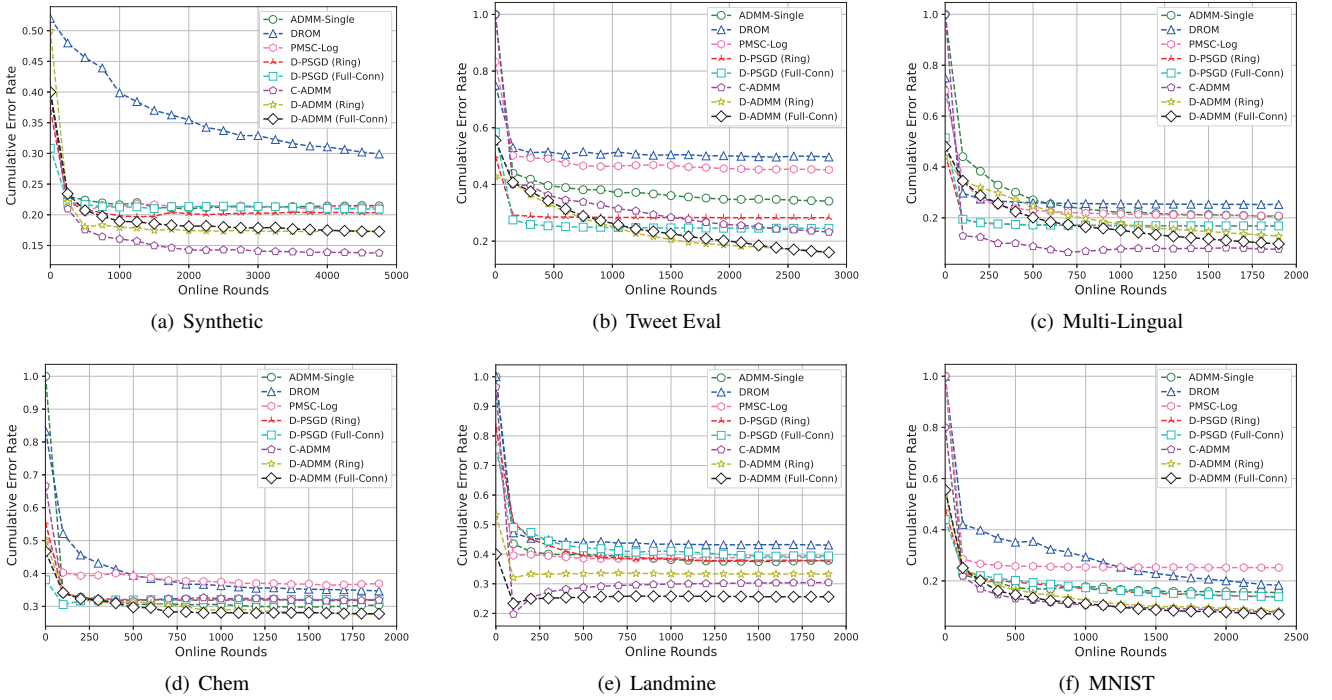 0.50
0.45
0.40
0.35
0.30
0.25
0.20
0.15
0
1000
2000
3000
4000
5000
Cumulative Error Rate
Online Rounds
ADMM-Single
DROM
PMSC-Log
D-PSGD (Ring)
D-PSGD (Full-Conn)
C-ADMM
D-ADMM (Ring)
D-ADMM (Full-Conn)
(a) Synthetic
1.0
0.8
0.6
0.4
0.2
0
500
1000
1500
2000
2500
3000
Cumulative Error Rate
Online Rounds
ADMM-Single
DROM
PMSC-Log
D-PSGD (Ring)
D-PSGD (Full-Conn)
C-ADMM
D-ADMM (Ring)
D-ADMM (Full-Conn)
(b) Tweet Eval
1.0
0.8
0.6
0.4
0.2
0
250
500
750
1000
1250
1500
1750
2000
Cumulative Error Rate
Online Rounds
ADMM-Single
DROM
PMSC-Log
D-PSGD (Ring)
D-PSGD (Full-Conn)
C-ADMM
D-ADMM (Ring)
D-ADMM (Full-Conn)
(c) Multi-Lingual
1.0
0.9
0.8
0.7
0.6
0.5
0.4
0.3
0
250
500
750
1000
1250
1500
1750
2000
Cumulative Error Rate
Online Rounds
ADMM-Single
DROM
PMSC-Log
D-PSGD (Ring)
D-PSGD (Full-Conn)
C-ADMM
D-ADMM (Ring)
D-ADMM (Full-Conn)
(d) Chem
1.0
0.9
0.8
0.7
0.6
0.5
0.4
0.3
0.2
0
250
500
750
1000
1250
1500
1750
2000
Cumulative Error Rate
Online Rounds
ADMM-Single
DROM
PMSC-Log
D-PSGD (Ring)
D-PSGD (Full-Conn)
C-ADMM
D-ADMM (Ring)
D-ADMM (Full-Conn)
(e) Landmine
1.0
0.8
0.6
0.4
0.2
0
500
1000
1500
2000
2500
Cumulative Error Rate
Online Rounds
ADMM-Single
DROM
PMSC-Log
D-PSGD (Ring)
D-PSGD (Full-Conn)
C-ADMM
D-ADMM (Ring)
D-ADMM (Full-Conn)
(f) MNIST